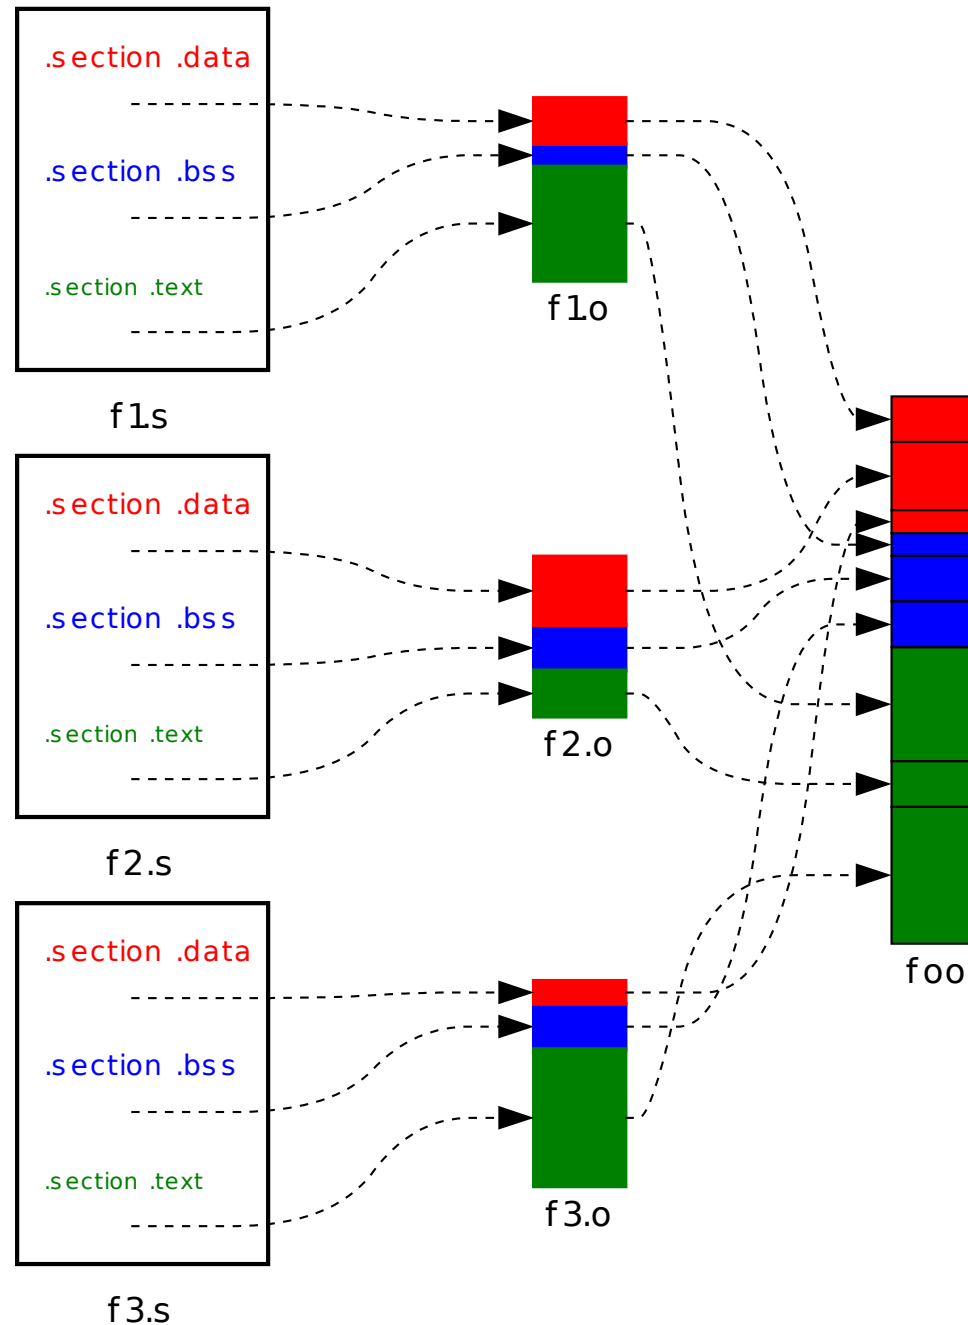 .section .data
.section .bss
.section .text
f1.s
f1.o
.section .data
.section .bss
.section .text
f2.s
f2.o
.section .data
.section .bss
.section .text
f3.s
f3.o
foo